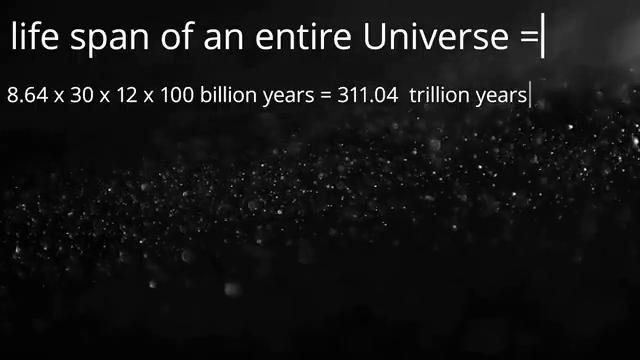 life span of an entire Universe =
8.64 x 30 x 12 x 100 billion years = 311.04 trillion years